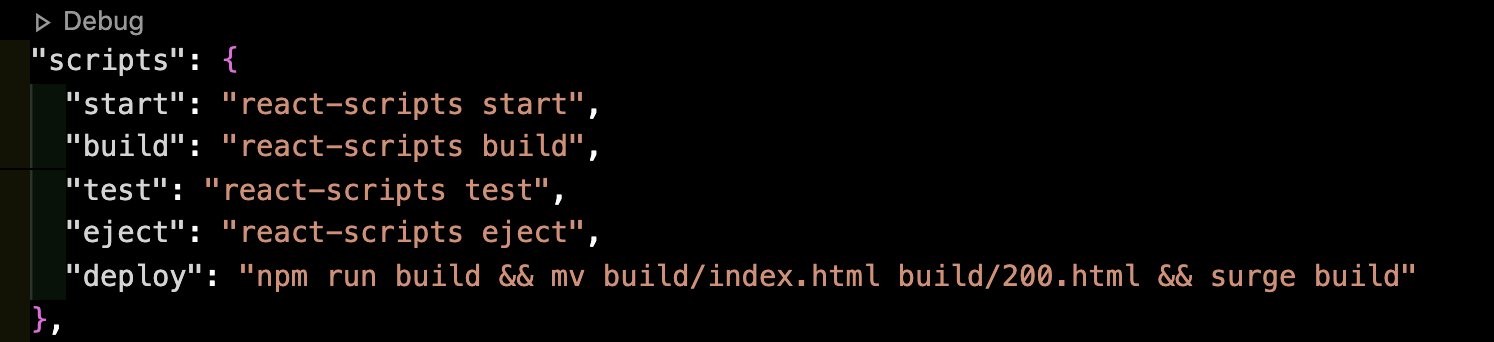 Debug
"scripts": {
"start": "react-scripts start",
"build": "react-scripts build",
"test": "react-scripts test",
"eject": "react-scripts eject",
"deploy": "npm run build && mv build/index.html build/200.html && surge build"
},